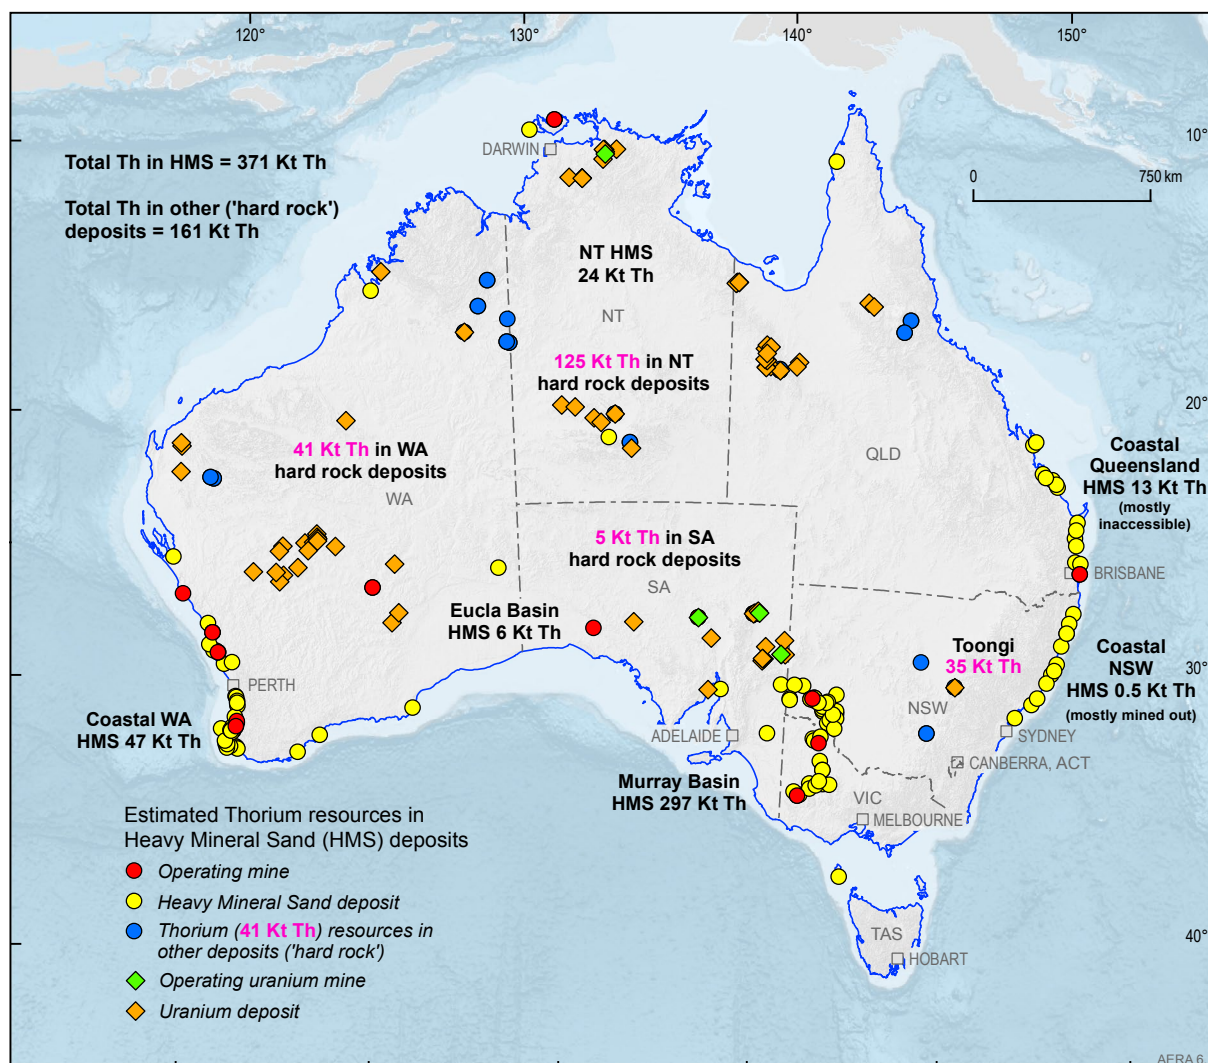 120°
130°
140°
150°
10°
20°
30°
40°
Total Th in HMS = 371 Kt Th
Total Th in other ('hard rock')
deposits = 161 Kt Th
0
750 km
DARWIN
NT HMS
24 Kt Th
NT
125 Kt Th in NT
hard rock deposits
41 Kt Th in WA
hard rock deposits
WA
QLD
Coastal
Queensland
HMS 13 Kt Th
(mostly
inaccessible)
5 Kt Th in SA
hard rock deposits
SA
BRISBANE
Eucla Basin
HMS 6 Kt Th
Toongi
35 Kt Th
NSW
Coastal
NSW
HMS 0.5 Kt Th
(mostly mined out)
PERTH
Coastal WA
HMS 47 Kt Th
ADELAIDE
SYDNEY
CANBERRA, ACT
Murray Basin
HMS 297 Kt Th
VIC
MELBOURNE
TAS
HOBART
Estimated Thorium resources in
Heavy Mineral Sand (HMS) deposits
Operating mine
Heavy Mineral Sand deposit
Thorium (41 Kt Th) resources in
other deposits ('hard rock')
Operating uranium mine
Uranium deposit